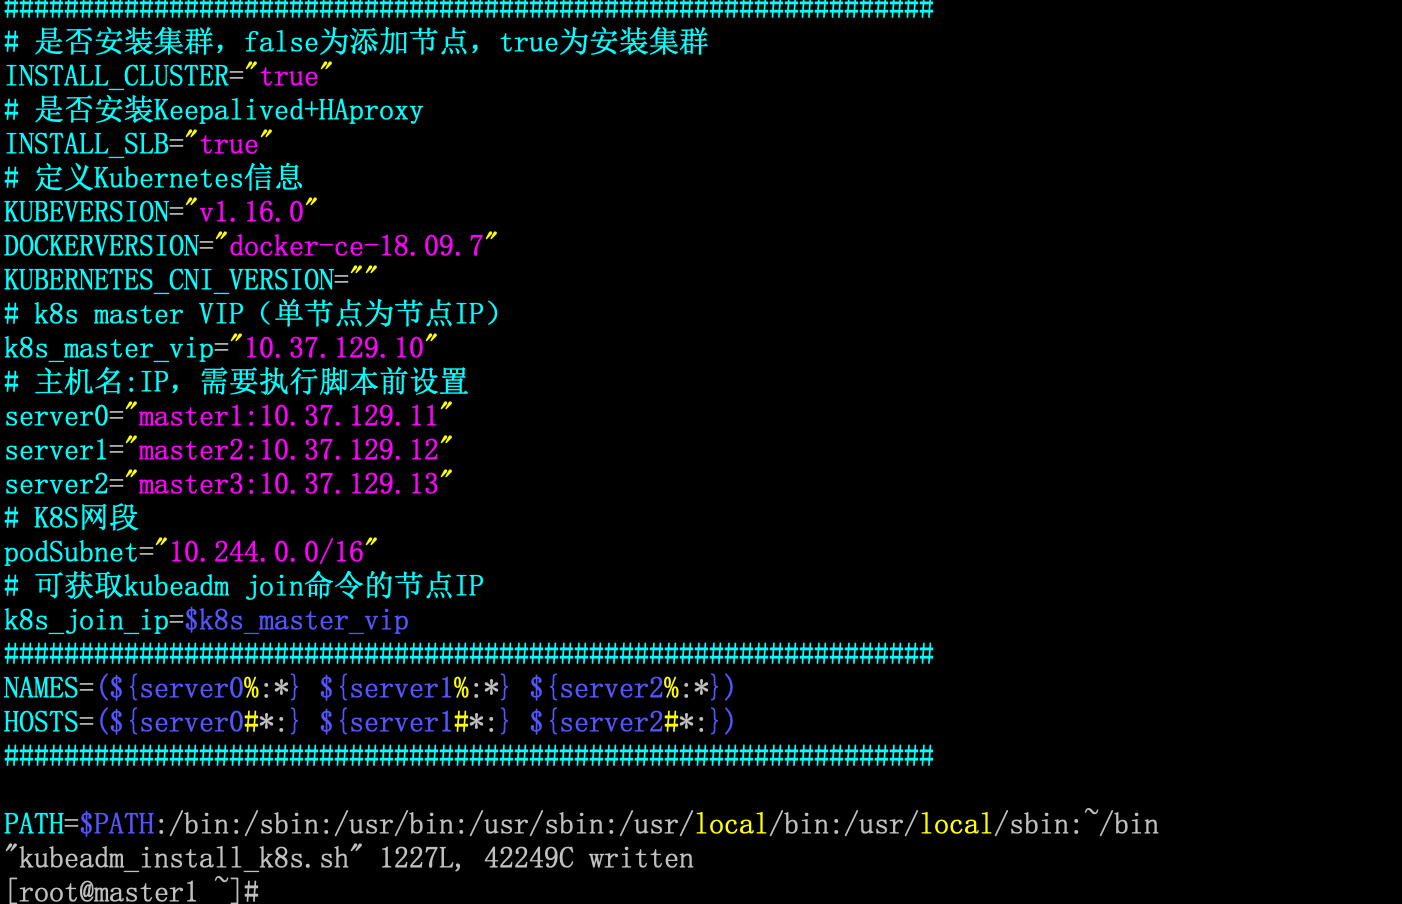 ##############################################################
# 是否安装集群，false为添加节点，true为安装集群
INSTALL_CLUSTER="true"
# 是否安装Keepalived+HAproxy
INSTALL_SLB="true"
# 定义Kubernetes信息
KUBEVERSION="v1.16.0"
DOCKERVERSION="docker-ce-18.09.7"
KUBERNETES_CNI_VERSION=""
# k8s master VIP（单节点为节点IP）
k8s_master_vip="10.37.129.10"
# 主机名:IP，需要执行脚本前设置
server0="master1:10.37.129.11"
server1="master2:10.37.129.12"
server2="master3:10.37.129.13"
# K8S网段
podSubnet="10.244.0.0/16"
# 可获取kubeadm join命令的节点IP
k8s_join_ip=$k8s_master_vip
##############################################################
NAMES=(${server0%:*} ${server1%:*} ${server2%:*})
HOSTS=(${server0#*:} ${server1#*:} ${server2#*:})
##############################################################
PATH=$PATH:/bin:/sbin:/usr/bin:/usr/sbin:/usr/local/bin:/usr/local/sbin:~/bin
"kubeadm_install_k8s.sh" 1227L, 42249C written
[root@master1 ~]#